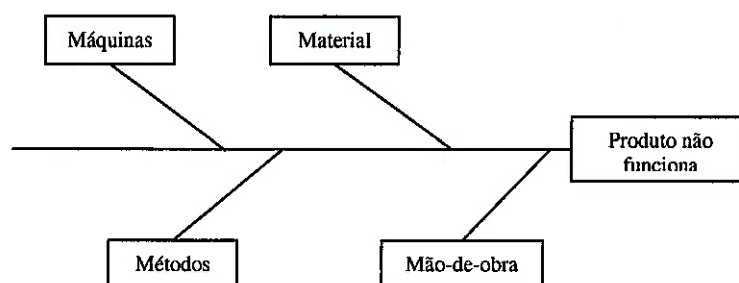 Máquinas
Material
Produto não
funciona
Métodos
Mão-de-obra